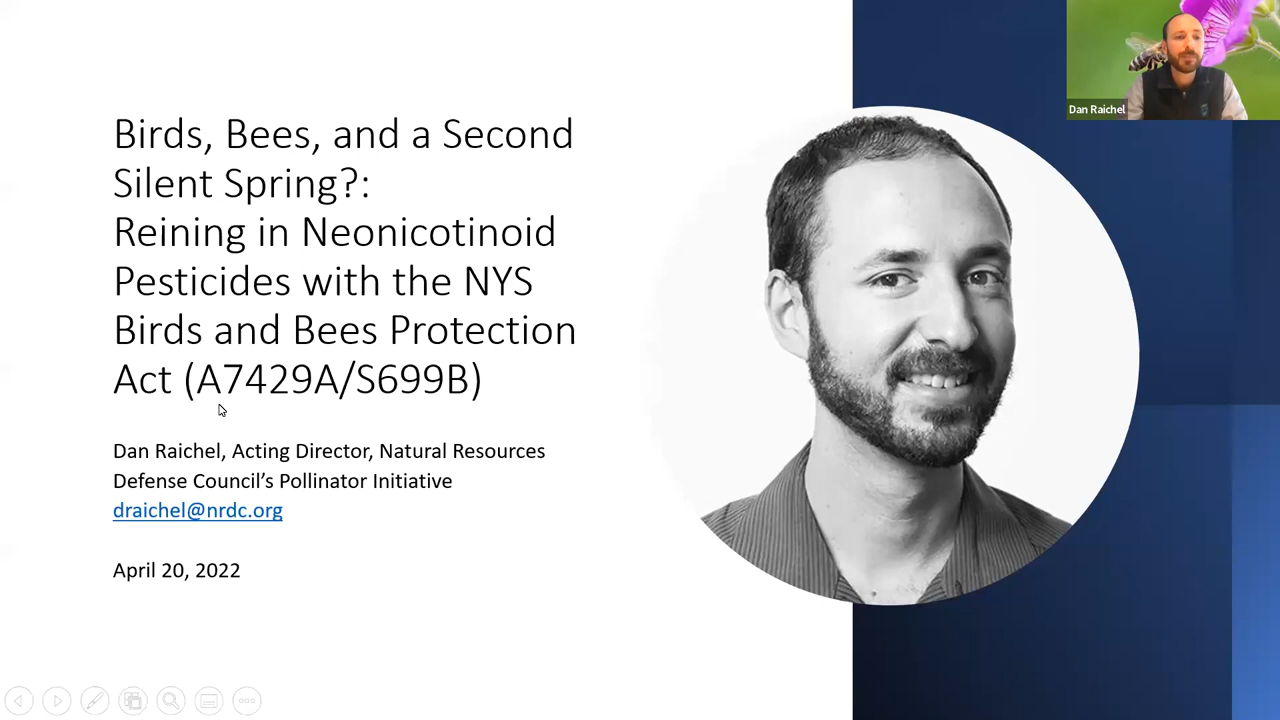 Birds, Bees, and a Second
Silent Spring?:
Reining in Neonicotinoid
Pesticides with the NYS
Birds and Bees Protection
Act (A7429A/S699B)
Dan Raichel, Acting Director, Natural Resources
Defense Council’s Pollinator Initiative
draichel@nrdc.org
April 20, 2022
Dan Raichel